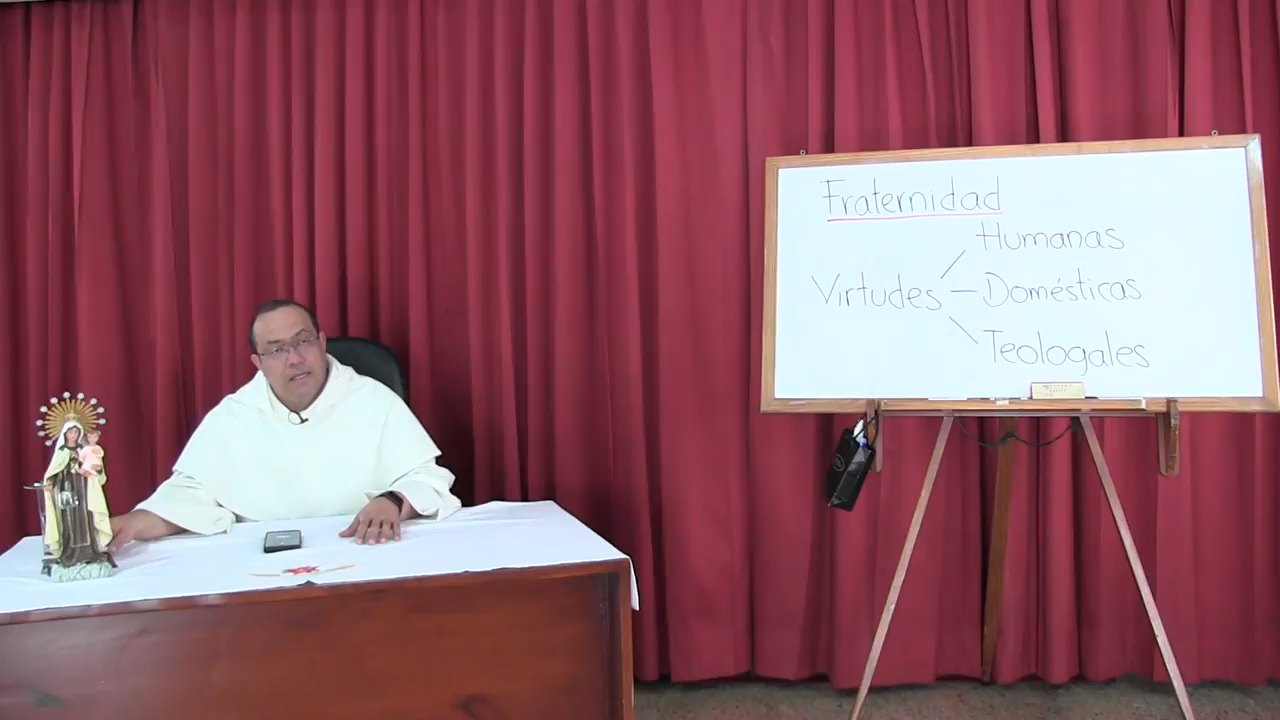 Fraternidad
Humanas
Virtudes — Domésticas
Teologales